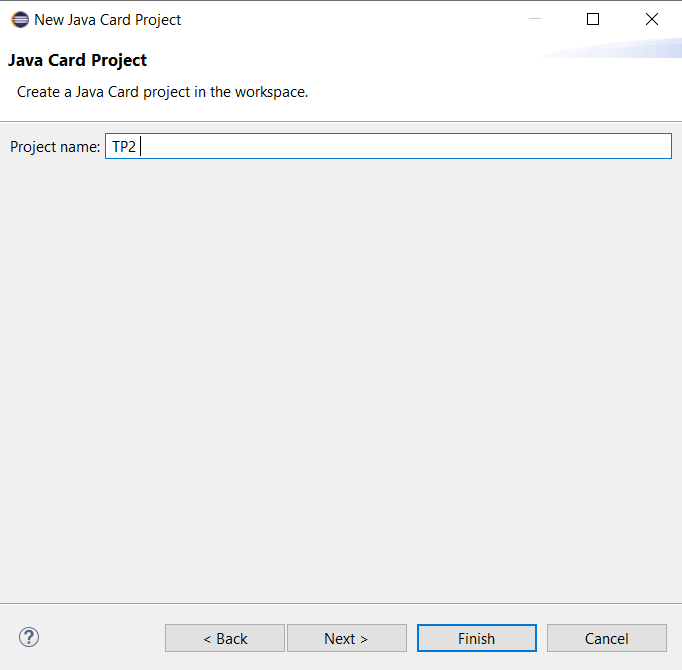 New Java Card Project
Java Card Project
Create a Java Card project in the workspace.
Project name: TP2
?
< Back Next > Finish Cancel